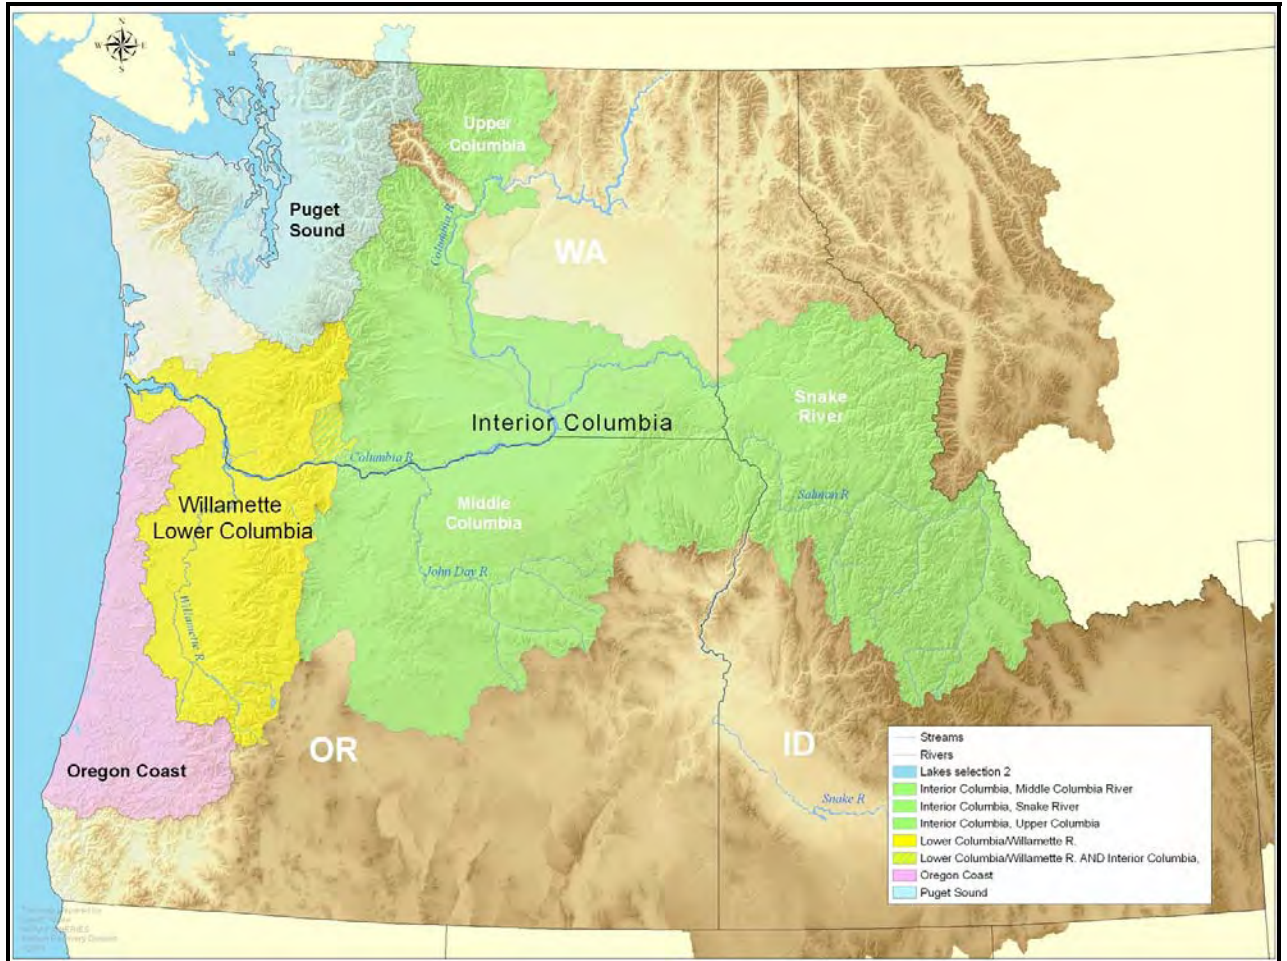 N
W E
S
Upper
Columbia
Puget
Sound
Columbia R.
WA
Snake
River
Interior Columbia
Columbia R.
Salmon R
Willamette
Lower Columbia
Middle
Columbia
John Day R
Willamette R.
OR
ID
Oregon Coast
Snake R
Streams
Rivers
Lakes selection 2
Interior Columbia, Middle Columbia River
Interior Columbia, Snake River
Interior Columbia, Upper Columbia
Lower Columbia/Willamette R.
Lower Columbia/Willamette R. AND Interior Columbia,
Oregon Coast
Puget Sound